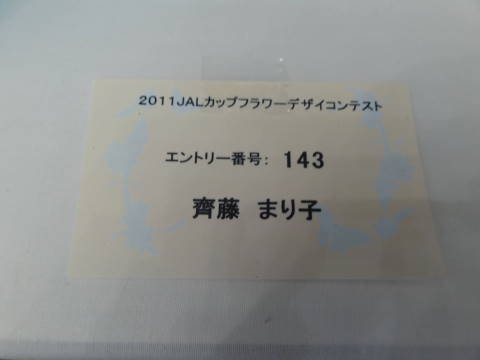 2011JALカップフラワーデザイコンテスト
エントリー番号: 143
齊藤 まり子